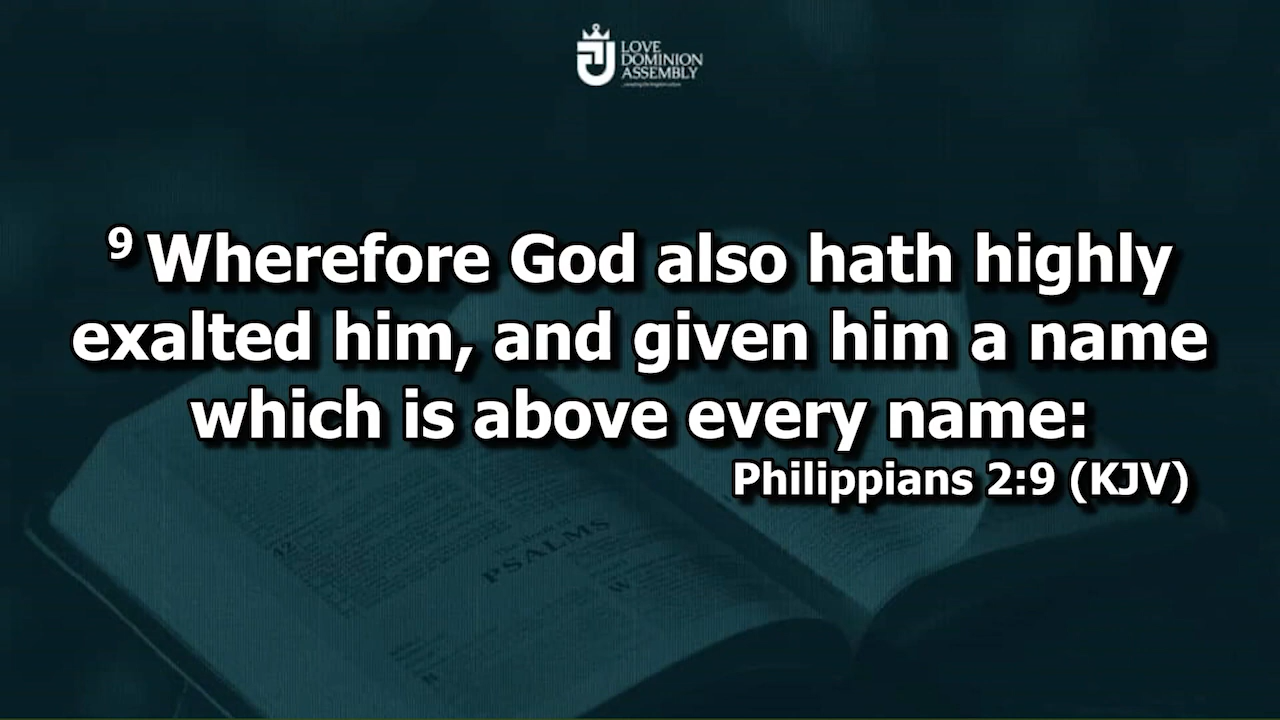 LOVE
DOMINION
ASSEMBLY
9 Wherefore God also hath highly
exalted him, and given him a name
which is above every name:
Philippians 2:9 (KJV)
42
PSALMS